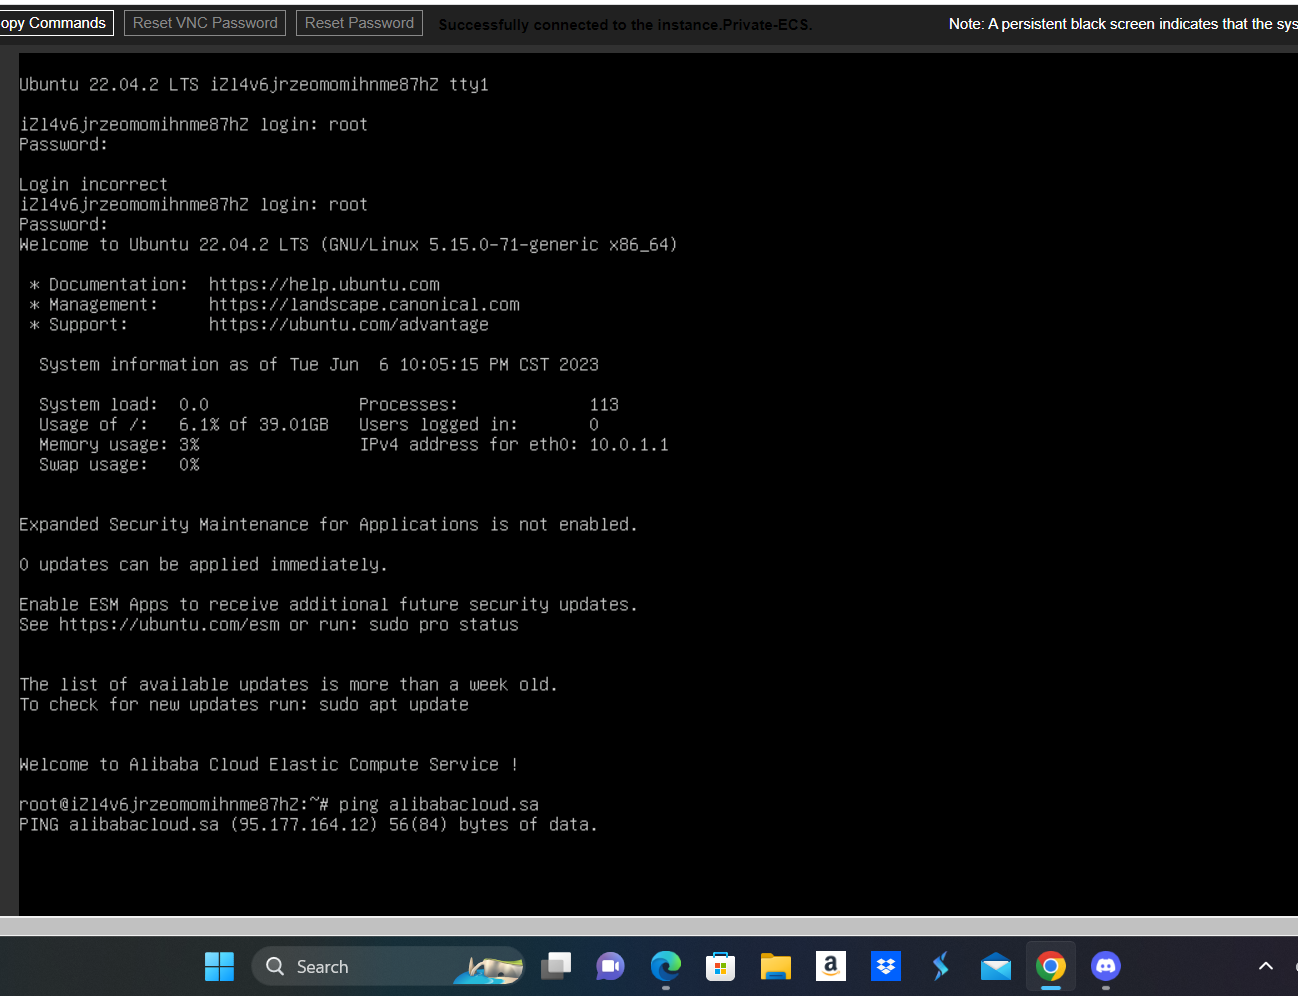 opy Commands Reset VNC Password Reset Password Successfully connected to the instance.Private-ECS. Note: A persistent black screen indicates that the sys
Ubuntu 22.04.2 LTS iZl4v6jrzeomomihnme87hZ tty1
iZl4v6jrzeomomihnme87hZ login: root
Password:
Login incorrect
iZl4v6jrzeomomihnme87hZ login: root
Password:
Welcome to Ubuntu 22.04.2 LTS (GNU/Linux 5.15.0-71-generic x86_64)
* Documentation: https://help.ubuntu.com
* Management: https://landscape.canonical.com
* Support: https://ubuntu.com/advantage
System information as of Tue Jun 6 10:05:15 PM CST 2023
System load: 0.0 Processes: 113
Usage of /: 6.1% of 39.01GB Users logged in: 0
Memory usage: 3% IPv4 address for eth0: 10.0.1.1
Swap usage: 0%
Expanded Security Maintenance for Applications is not enabled.
0 updates can be applied immediately.
Enable ESM Apps to receive additional future security updates.
See https://ubuntu.com/esm or run: sudo pro status
The list of available updates is more than a week old.
To check for new updates run: sudo apt update
Welcome to Alibaba Cloud Elastic Compute Service !
root@iZl4v6jrzeomomihnme87hZ:~# ping alibabacloud.sa
PING alibabacloud.sa (95.177.164.12) 56(84) bytes of data.
Search